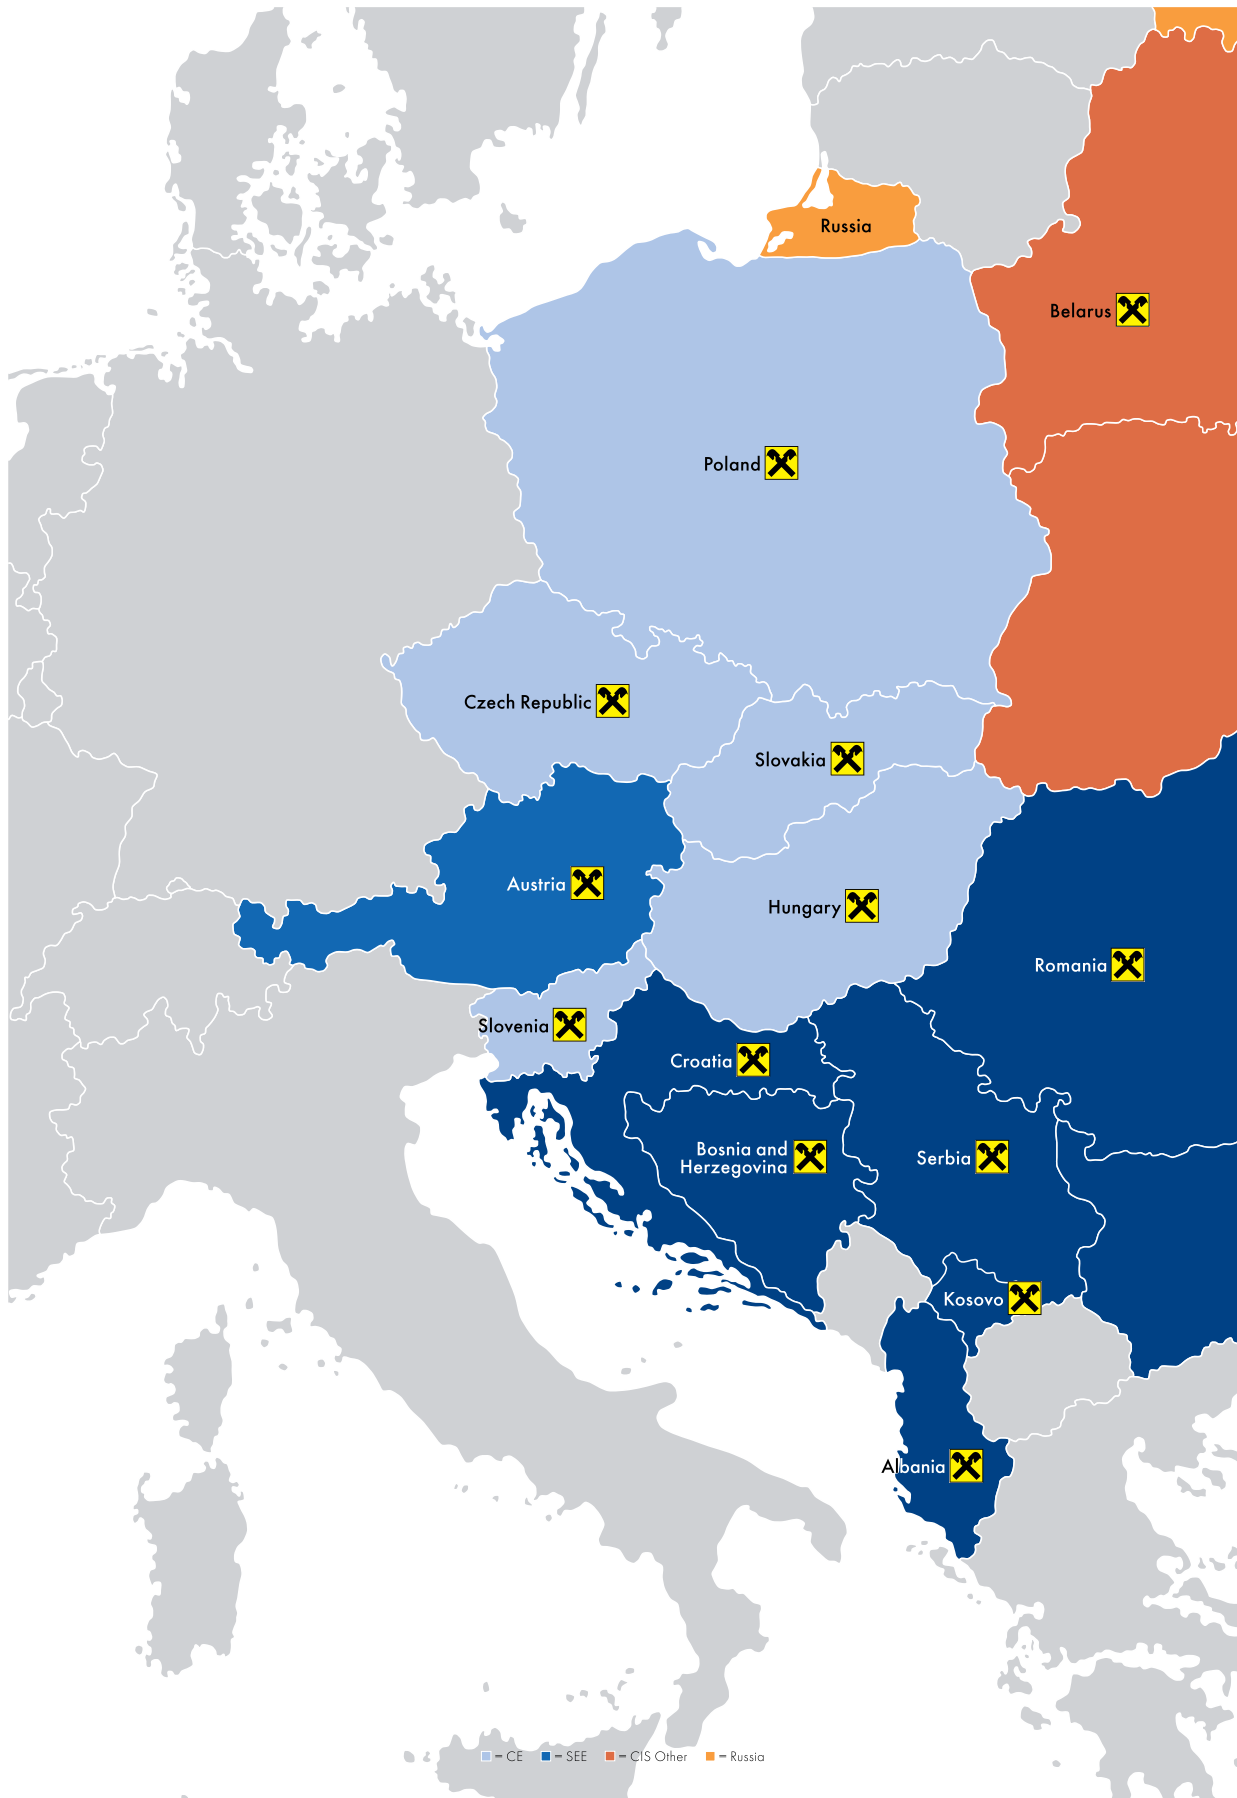 Russia
Belarus
Poland
Czech Republic
Slovakia
Austria
Hungary
Romania
Slovenia
Croatia
Bosnia and
Herzegovina
Serbia
Kosovo
Albania
= CE = SEE = CIS Other = Russia